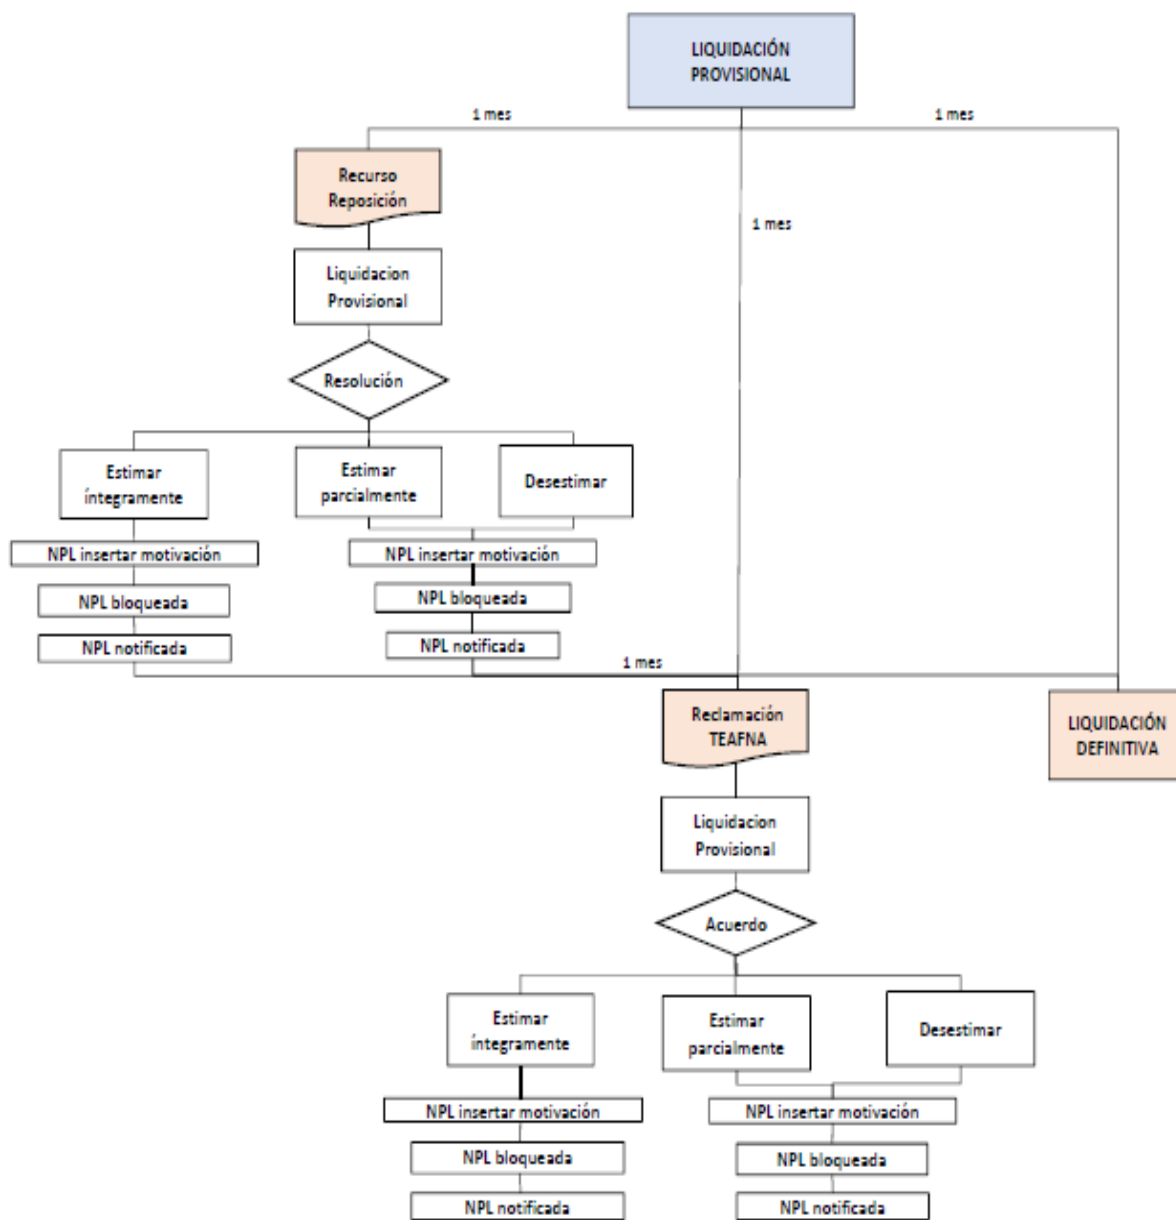 LIQUIDACIÓN
PROVISIONAL
1 mes
1 mes
Recurso
Reposición
1 mes
Liquidacion
Provisional
Resolución
Estimar
íntegramente
Estimar
parcialmente
Desestimar
NPL insertar motivación
NPL insertar motivación
NPL bloqueada
NPL bloqueada
NPL notificada
NPL notificada
1 mes
Reclamación
TEAFNA
LIQUIDACIÓN
DEFINITIVA
Liquidacion
Provisional
Acuerdo
Estimar
íntegramente
Estimar
parcialmente
Desestimar
NPL insertar motivación
NPL insertar motivación
NPL bloqueada
NPL bloqueada
NPL notificada
NPL notificada